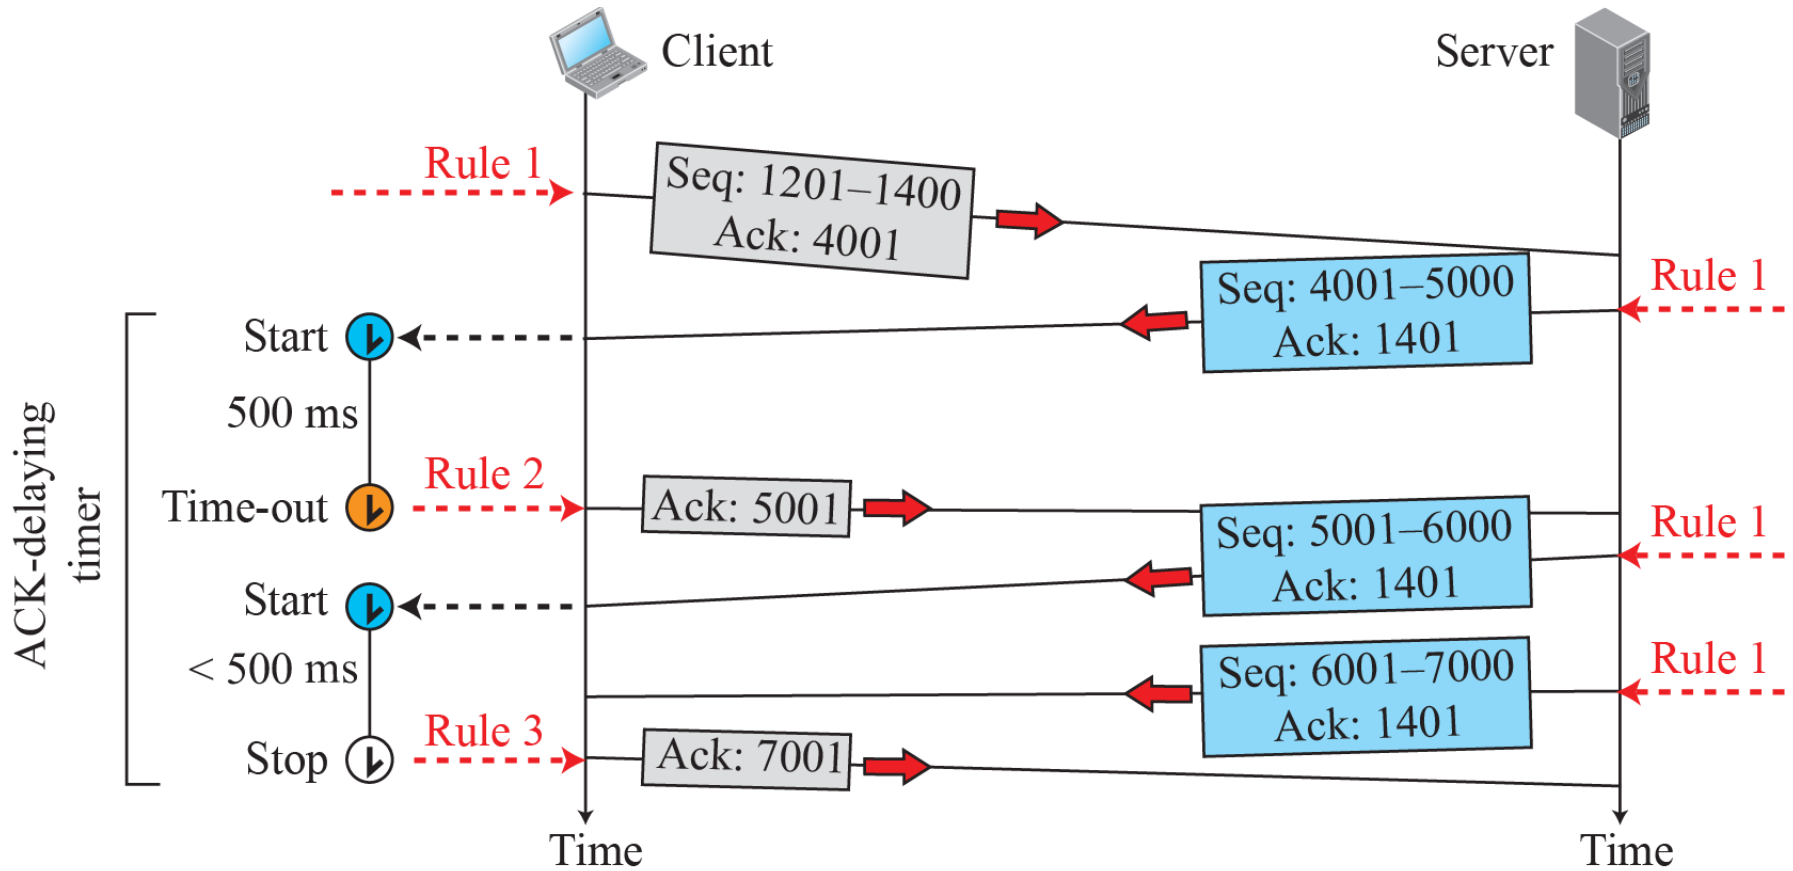 Client
Server
Rule 1
Seq: 1201–1400
Ack: 4001
Rule 1
Seq: 4001–5000
Ack: 1401
Start
500 ms
Time-out
Rule 2
Ack: 5001
Rule 1
Seq: 5001–6000
Ack: 1401
Start
< 500 ms
Rule 1
Seq: 6001–7000
Ack: 1401
Stop
Rule 3
Ack: 7001
ACK-delaying
timer
Time
Time